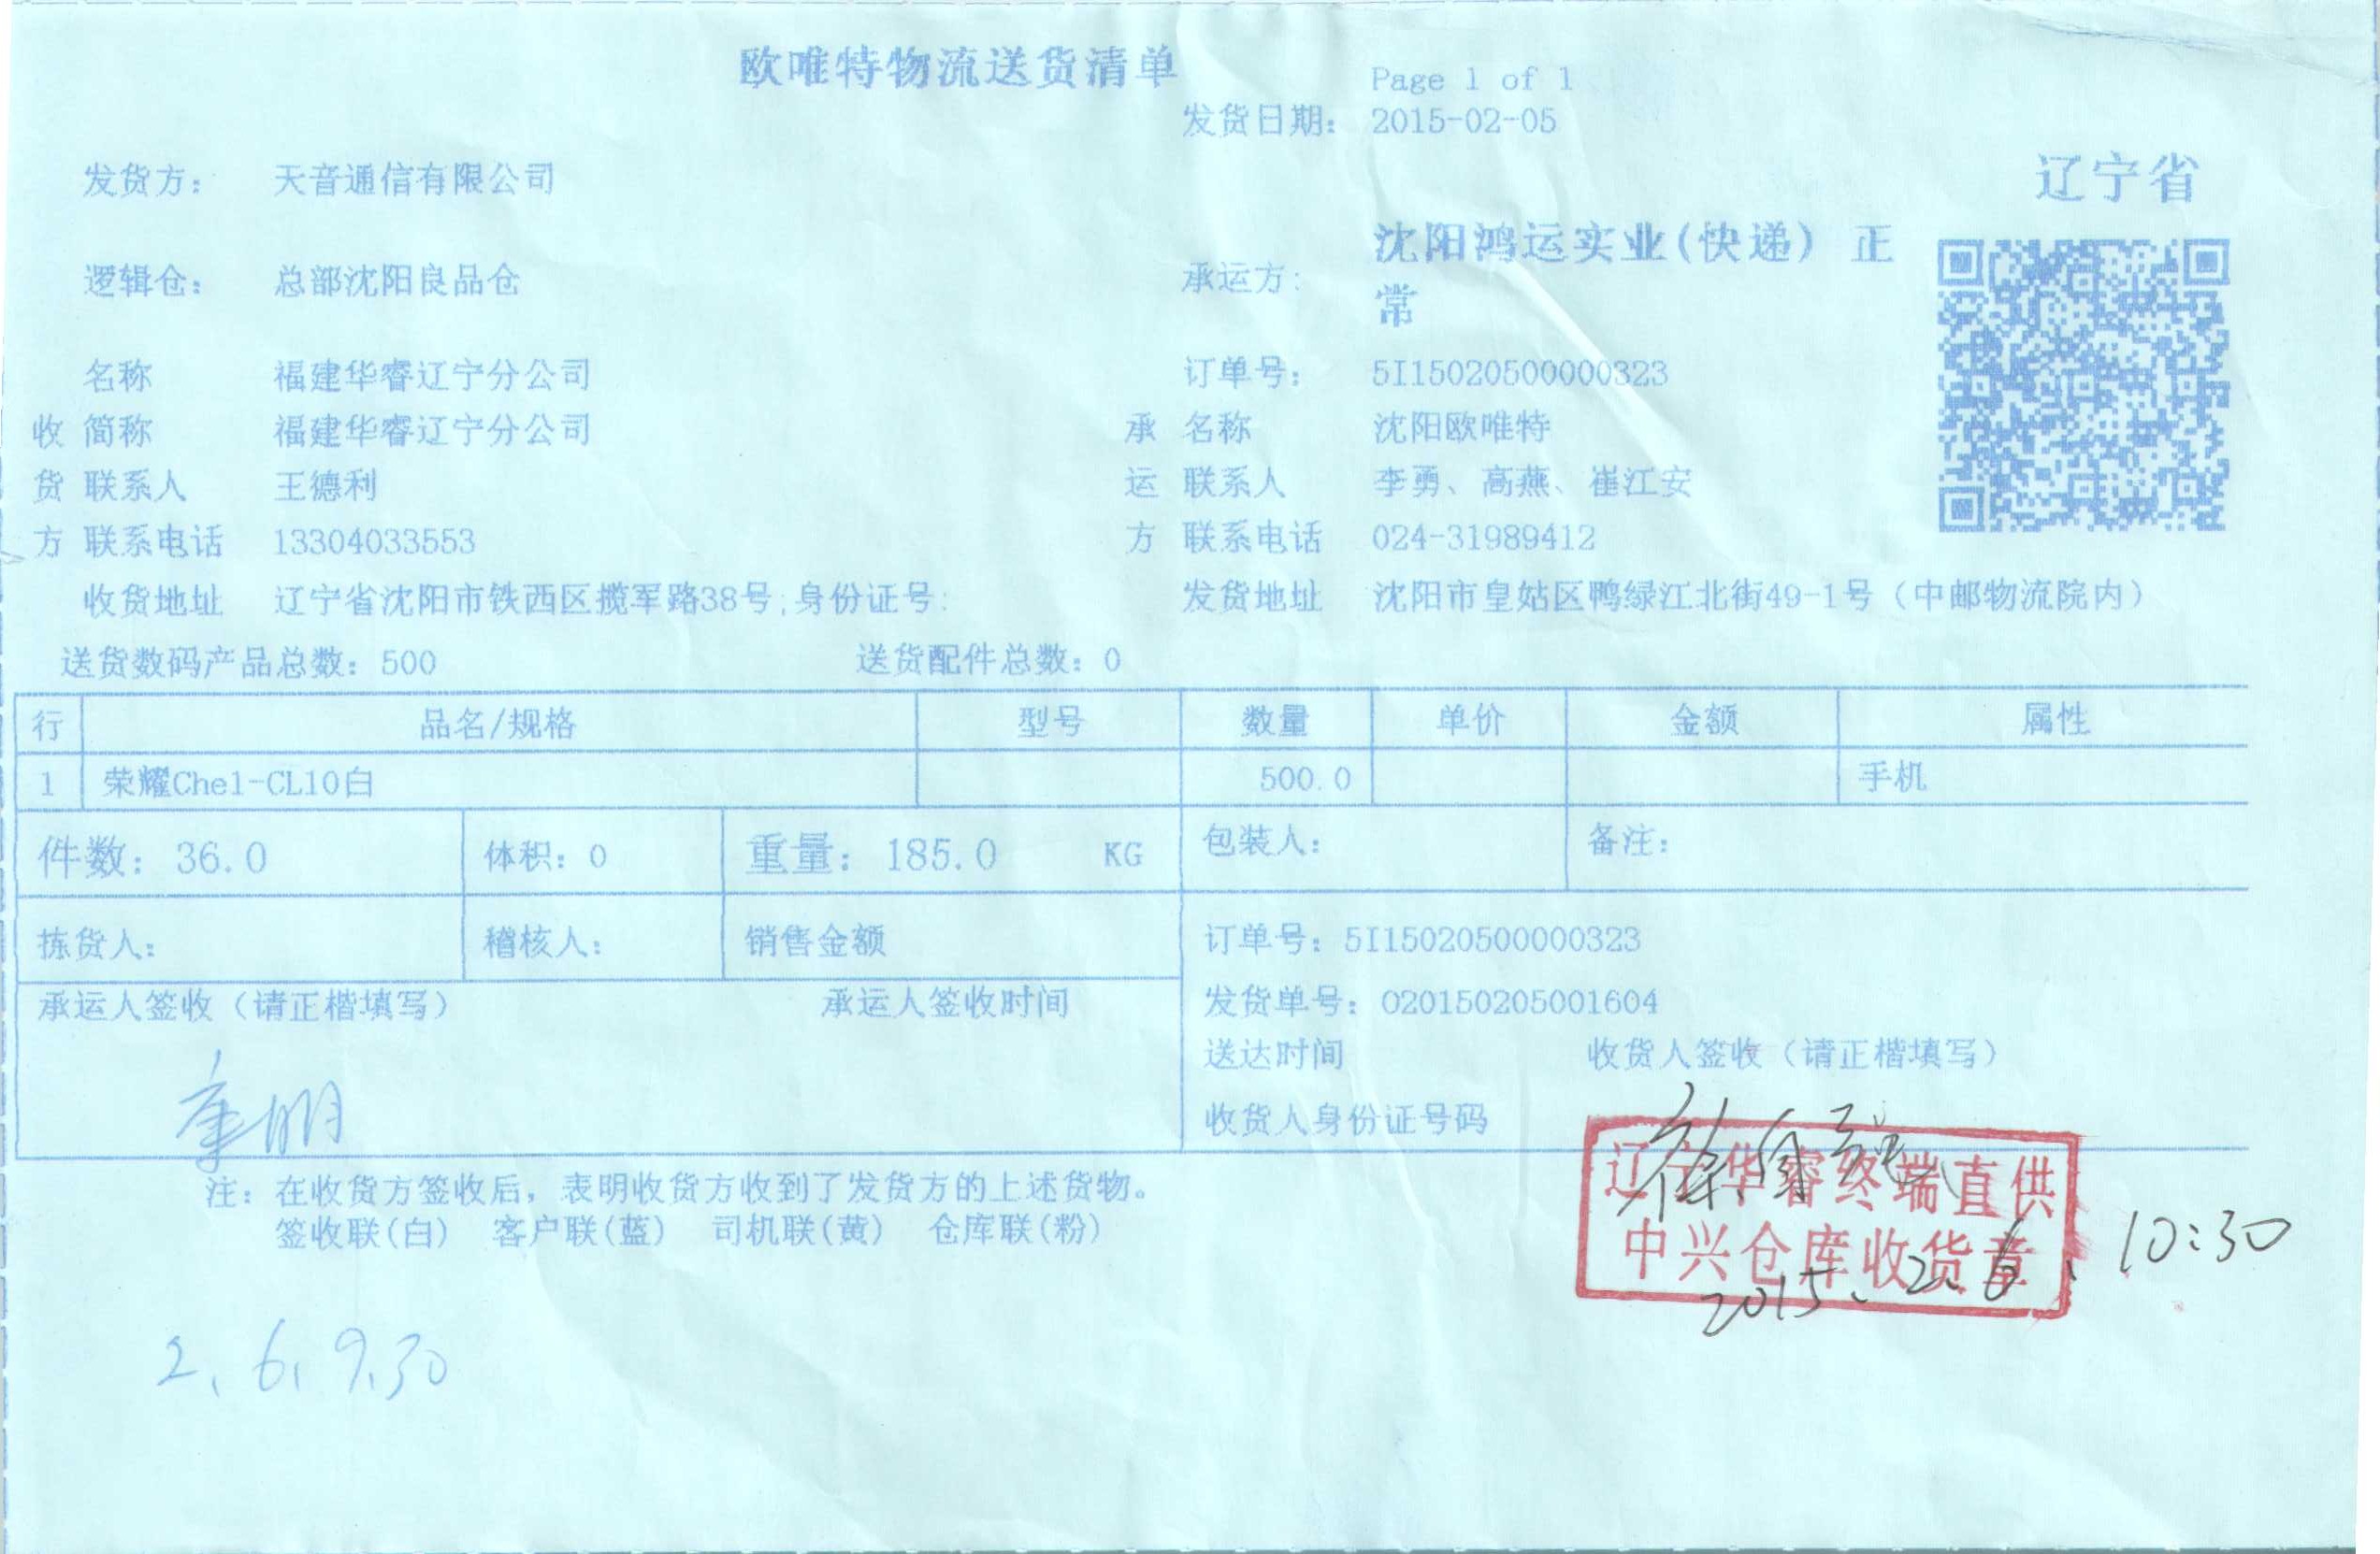 欧唯特物流送货清单
Page 1 of 1
发货日期: 2015-02-05
发货方: 天音通信有限公司
辽宁省
逻辑仓: 总部沈阳良品仓
承运方: 沈阳鸿运实业(快递) 正
常
名称 福建华睿辽宁分公司 订单号: 5I15020500000323
收 简称 福建华睿辽宁分公司 承 名称 沈阳欧唯特
货 联系人 王德利 运 联系人 李勇、高燕、崔江安
方 联系电话 13304033553 方 联系电话 024-31989412
收货地址 辽宁省沈阳市铁西区揽军路38号;身份证号: 发货地址 沈阳市皇姑区鸭绿江北街49-1号（中邮物流院内）
送货数码产品总数: 500 送货配件总数: 0
行 品名/规格 型号 数量 单价 金额 属性
1 荣耀Che1-CL10白 500.0 手机
件数: 36.0 体积: 0 重量: 185.0 KG 包装人: 备注:
拣货人: 稽核人: 销售金额 订单号: 5I15020500000323
承运人签收（请正楷填写） 承运人签收时间 发货单号: 020150205001604
送达时间 收货人签收（请正楷填写）
收货人身份证号码
辽宁华睿终端直供
中兴仓库收货章
2015.2.6. 10:30
注: 在收货方签收后，表明收货方收到了发货方的上述货物。
签收联(白) 客户联(蓝) 司机联(黄) 仓库联(粉)
2.6.9.30